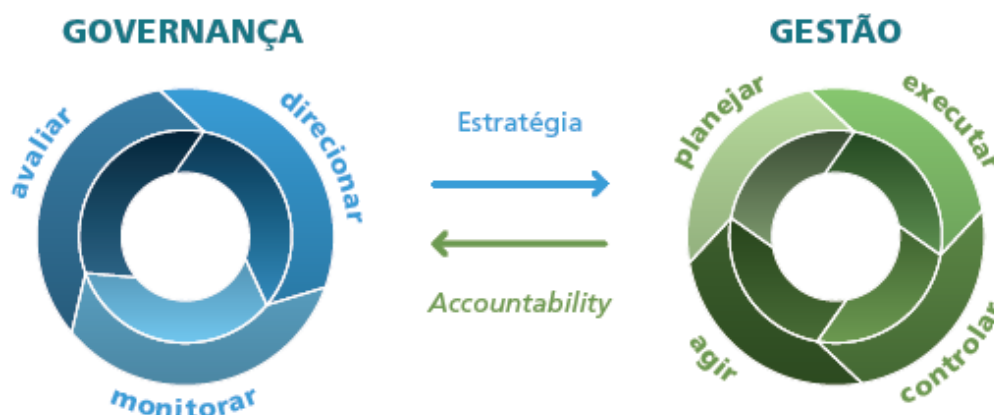 GOVERNANÇA
avaliar
direcionar
monitorar
Estratégia
Accountability
GESTÃO
planejar
executar
controlar
agir